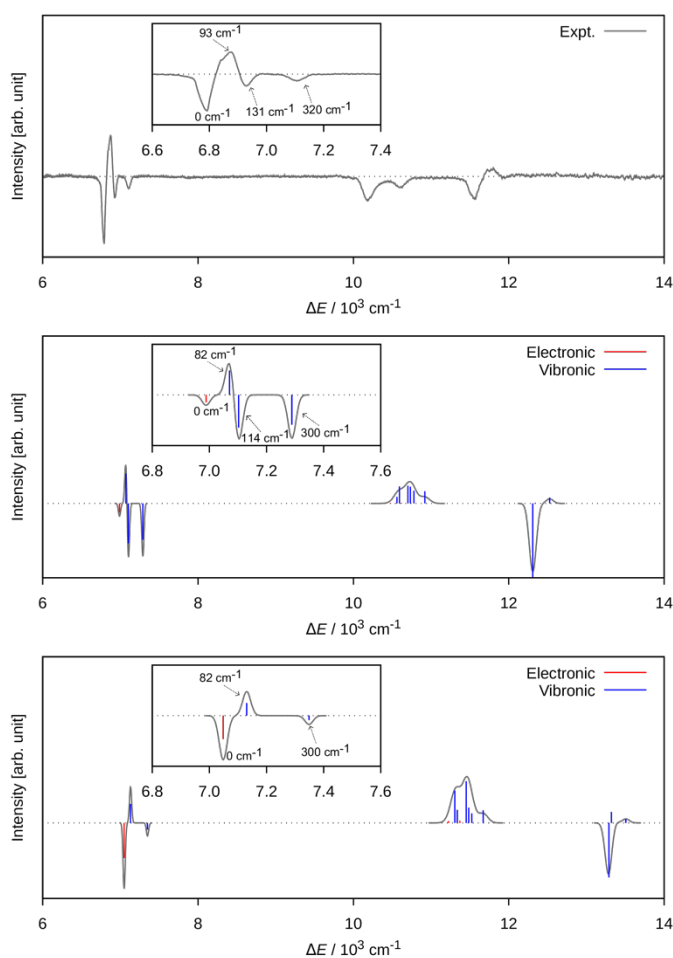 Expt.
93 cm⁻¹
0 cm⁻¹
131 cm⁻¹
320 cm⁻¹
6.6 6.8 7.0 7.2 7.4
Intensity [arb. unit]
6 8 10 12 14
ΔE / 10³ cm⁻¹
Electronic
Vibronic
82 cm⁻¹
0 cm⁻¹
114 cm⁻¹
300 cm⁻¹
6.8 7.0 7.2 7.4 7.6
Intensity [arb. unit]
6 8 10 12 14
ΔE / 10³ cm⁻¹
Electronic
Vibronic
82 cm⁻¹
0 cm⁻¹
300 cm⁻¹
6.8 7.0 7.2 7.4 7.6
Intensity [arb. unit]
6 8 10 12 14
ΔE / 10³ cm⁻¹